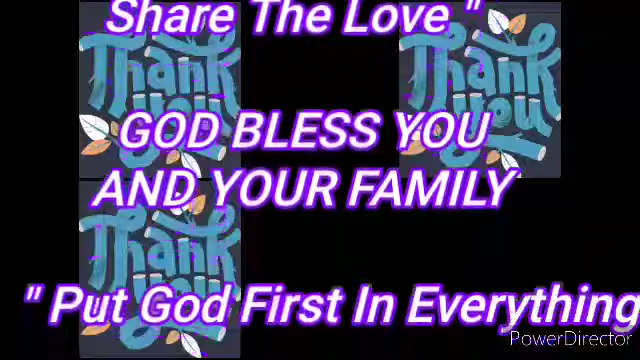 Share The Love "
Thank you
Thank you
GOD BLESS YOU
AND YOUR FAMILY
Thank you
" Put God First In Everything
PowerDirector